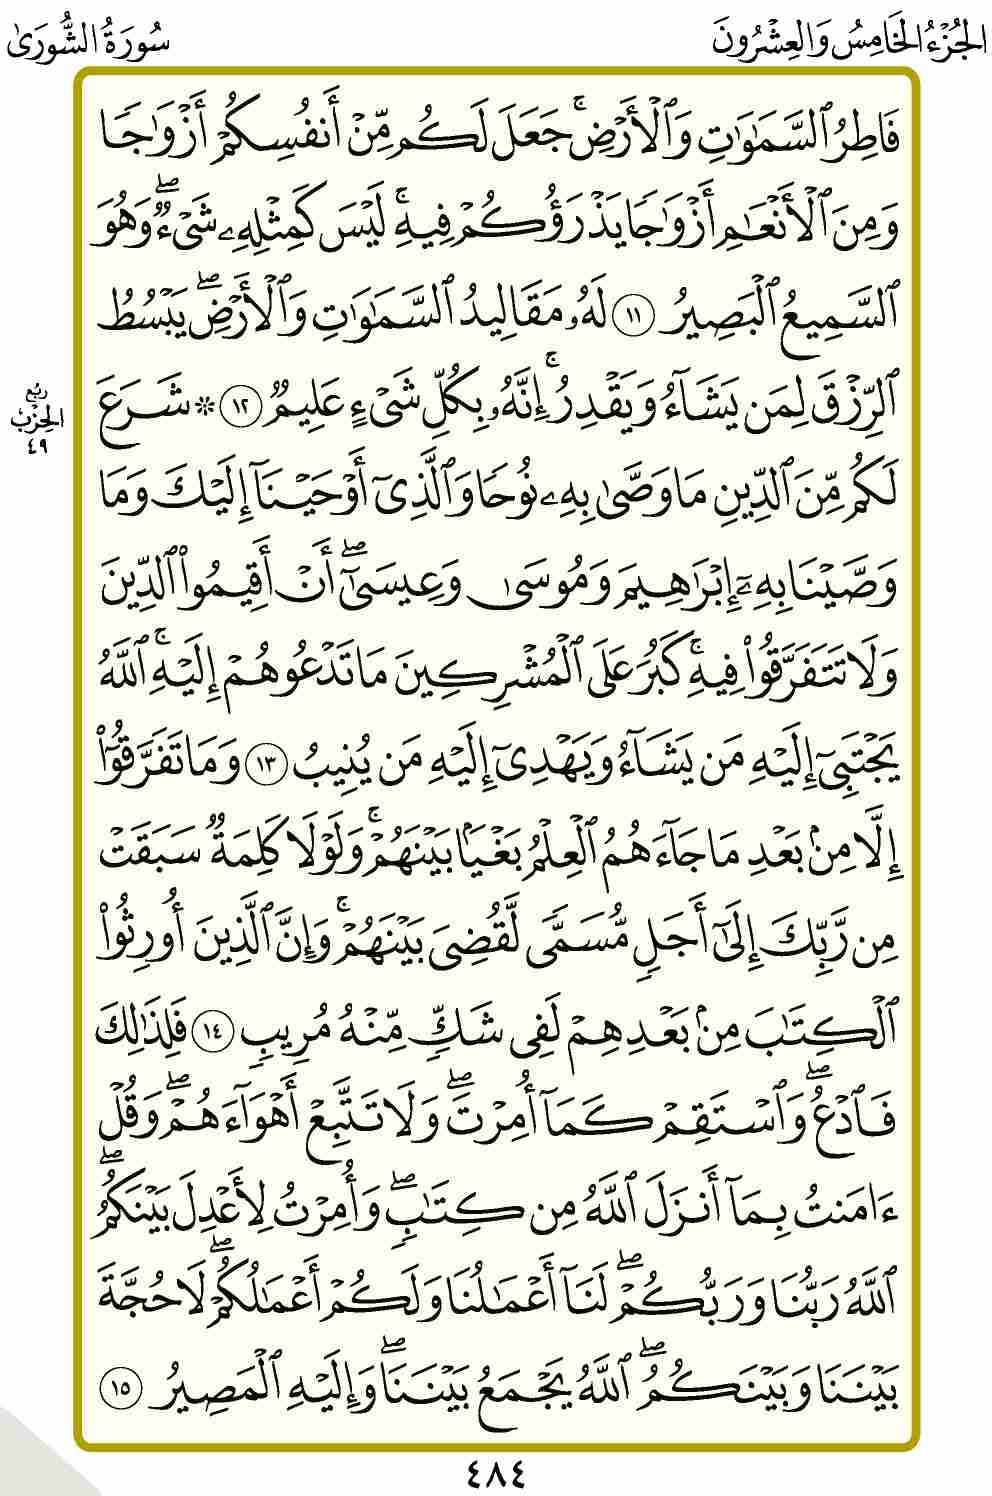 الجُزْءُ الخَامِسُ وَالعِشْرُونَ
سُورَةُ الشُّورَىٰ
فَاطِرُ ٱلسَّمَٰوَٰتِ وَٱلْأَرْضِۚ جَعَلَ لَكُم مِّنْ أَنفُسِكُمْ أَزْوَٰجًا
وَمِنَ ٱلْأَنْعَٰمِ أَزْوَٰجًا يَذْرَؤُكُمْ فِيهِۚ لَيْسَ كَمِثْلِهِۦ شَىْءٌۖ وَهُوَ
ٱلسَّمِيعُ ٱلْبَصِيرُ ١١ لَهُۥ مَقَالِيدُ ٱلسَّمَٰوَٰتِ وَٱلْأَرْضِۖ يَبْسُطُ
ٱلرِّزْقَ لِمَن يَشَآءُ وَيَقْدِرُۚ إِنَّهُۥ بِكُلِّ شَىْءٍ عَلِيمٌ ١٢ * شَرَعَ
رُبع
الحِزْب
٤٩
لَكُم مِّنَ ٱلدِّينِ مَا وَصَّىٰ بِهِۦ نُوحًا وَٱلَّذِىٓ أَوْحَيْنَآ إِلَيْكَ وَمَا
وَصَّيْنَا بِهِۦٓ إِبْرَٰهِيمَ وَمُوسَىٰ وَعِيسَىٰٓۖ أَنْ أَقِيمُوا۟ ٱلدِّينَ
وَلَا تَتَفَرَّقُوا۟ فِيهِۚ كَبُرَ عَلَى ٱلْمُشْرِكِينَ مَا تَدْعُوهُمْ إِلَيْهِۚ ٱللَّهُ
يَجْتَبِىٓ إِلَيْهِ مَن يَشَآءُ وَيَهْدِىٓ إِلَيْهِ مَن يُنِيبُ ١٣ وَمَا تَفَرَّقُوٓا۟
إِلَّا مِنۢ بَعْدِ مَا جَآءَهُمُ ٱلْعِلْمُ بَغْيًۢا بَيْنَهُمْۚ وَلَوْلَا كَلِمَةٌ سَبَقَتْ
مِن رَّبِّكَ إِلَىٰٓ أَجَلٍ مُّسَمًّى لَّقُضِىَ بَيْنَهُمْۚ وَإِنَّ ٱلَّذِينَ أُورِثُوا۟
ٱلْكِتَٰبَ مِنۢ بَعْدِهِمْ لَفِى شَكٍّ مِّنْهُ مُرِيبٍ ١٤ فَلِذَٰلِكَ
فَٱدْعُۖ وَٱسْتَقِمْ كَمَآ أُمِرْتَۖ وَلَا تَتَّبِعْ أَهْوَآءَهُمْۖ وَقُلْ
ءَامَنتُ بِمَآ أَنزَلَ ٱللَّهُ مِن كِتَٰبٍۖ وَأُمِرْتُ لِأَعْدِلَ بَيْنَكُمُۖ
ٱللَّهُ رَبُّنَا وَرَبُّكُمْۖ لَنَآ أَعْمَٰلُنَا وَلَكُمْ أَعْمَٰلُكُمْۖ لَا حُجَّةَ
بَيْنَنَا وَبَيْنَكُمُۖ ٱللَّهُ يَجْمَعُ بَيْنَنَاۖ وَإِلَيْهِ ٱلْمَصِيرُ ١٥
٤٨٤